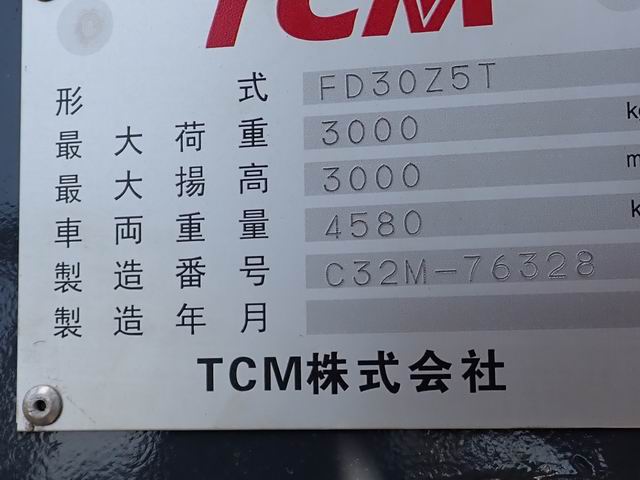 TCM
形式 FD30Z5T
最大荷重 3000 kg
最大揚高 3000 m
車両重量 4580 k
製造番号 C32M-76328
製造年月
TCM株式会社